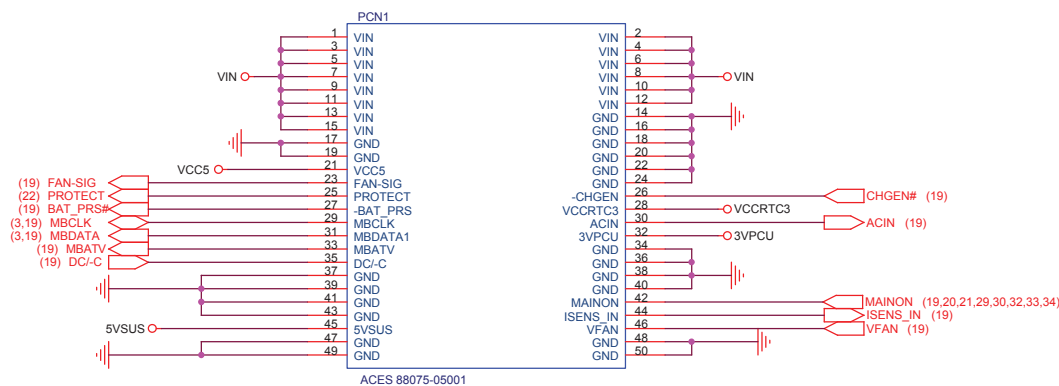 PCN1
1 VIN VIN 2
3 VIN VIN 4
5 VIN VIN 6
VIN 7 VIN VIN 8 VIN
9 VIN VIN 10
11 VIN VIN 12
13 VIN GND 14
15 VIN GND 16
17 GND GND 18
19 GND GND 20
VCC5 21 VCC5 GND 22
(19) FAN-SIG 23 FAN-SIG GND 24
(22) PROTECT 25 PROTECT -CHGEN 26 CHGEN# (19)
(19) BAT_PRS# 27 -BAT_PRS VCCRTC3 28 VCCRTC3
(3,19) MBCLK 29 MBCLK ACIN 30 ACIN (19)
(3,19) MBDATA 31 MBDATA1 3VPCU 32 3VPCU
(19) MBATV 33 MBATV GND 34
(19) DC/-C 35 DC/-C GND 36
37 GND GND 38
39 GND GND 40
41 GND MAINON 42 MAINON (19,20,21,29,30,32,33,34)
43 GND ISENS_IN 44 ISENS_IN (19)
5VSUS 45 5VSUS VFAN 46 VFAN (19)
47 GND GND 48
49 GND GND 50
ACES 88075-05001